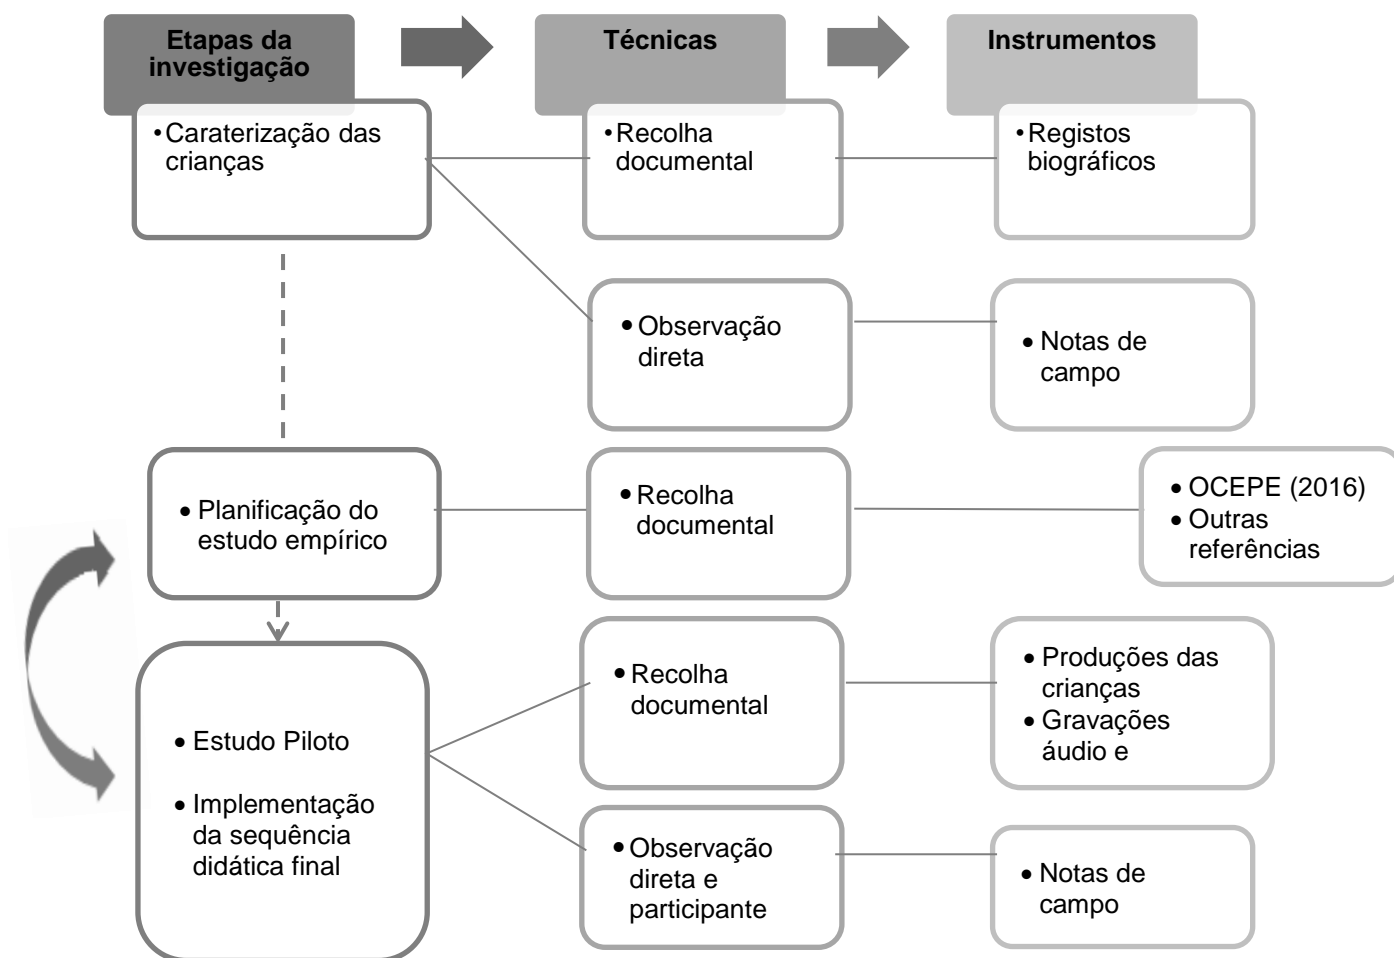 Etapas da
investigação
Técnicas
Instrumentos
•Caraterização das
crianças
•Recolha
documental
•Registos
biográficos
•Observação
direta
•Notas de
campo
•Planificação do
estudo empírico
•Recolha
documental
•OCEPE (2016)
•Outras
referências
•Estudo Piloto
•Implementação
da sequência
didática final
•Recolha
documental
•Produções das
crianças
•Gravações
áudio e
•Observação
direta e
participante
•Notas de
campo